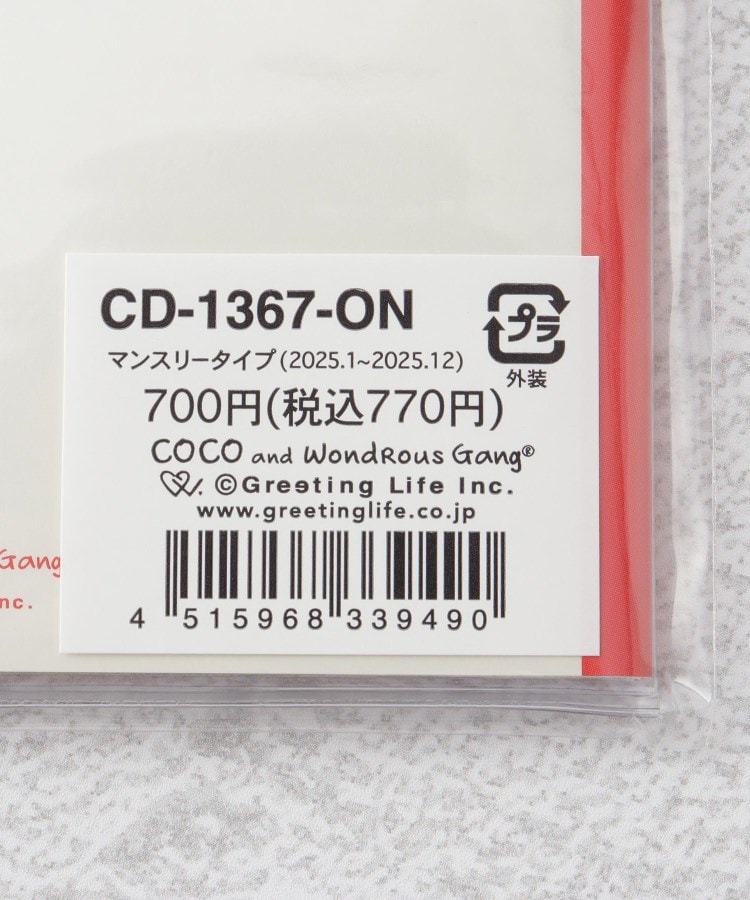 CD-1367-ON
マンスリータイプ(2025.1~2025.12)
プラ
外装
700円(税込770円)
COCO and WondRous Gang®
©Greeting Life Inc.
www.greetinglife.co.jp
4 515968 339490
Gang
nc.